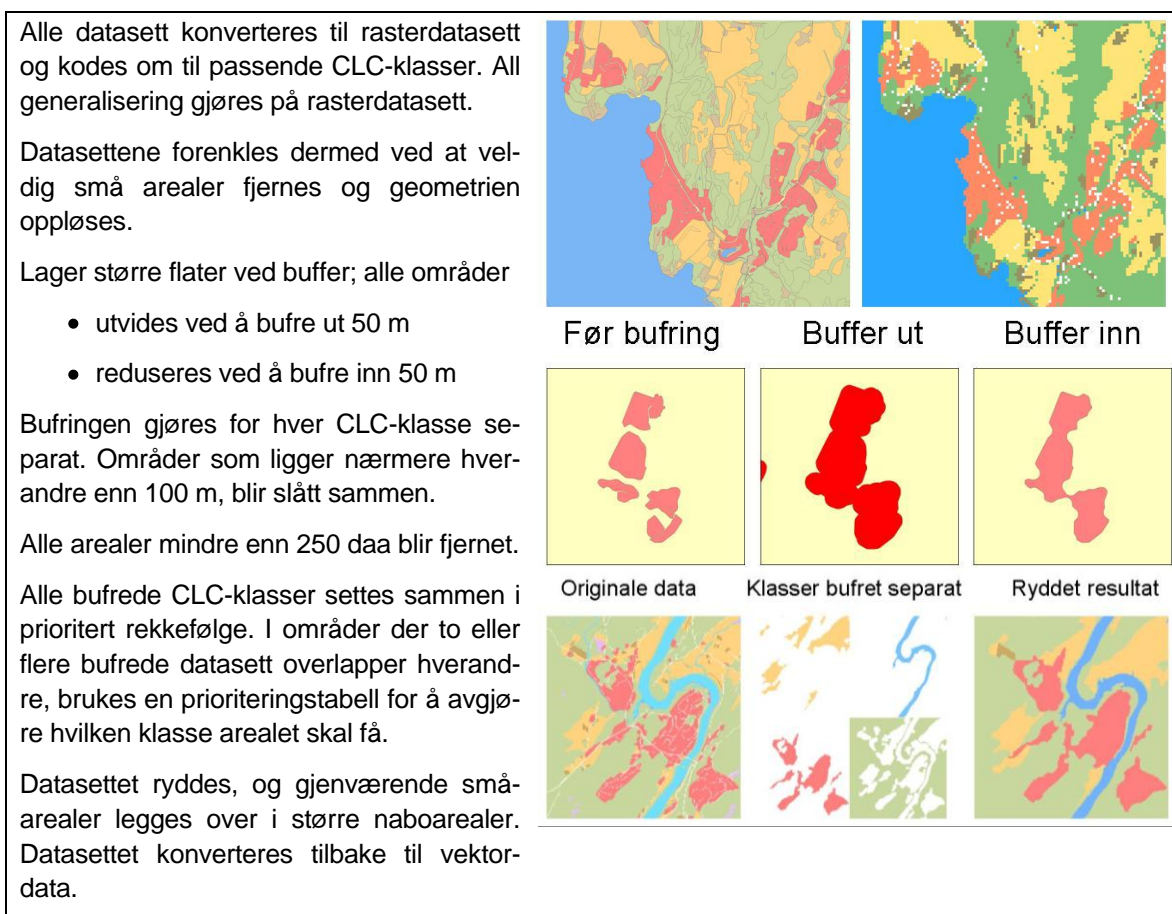 Alle datasett konverteres til rasterdatasett
og kodes om til passende CLC-klasser. All
generalisering gjøres på rasterdatasett.
Datasettene forenkles dermed ved at vel-
dig små arealer fjernes og geometrien
oppløses.
Lager større flater ved buffer; alle områder
• utvides ved å bufre ut 50 m
• reduseres ved å bufre inn 50 m
Bufringen gjøres for hver CLC-klasse se-
parat. Områder som ligger nærmere hver-
andre enn 100 m, blir slått sammen.
Alle arealer mindre enn 250 daa blir fjernet.
Alle bufrede CLC-klasser settes sammen i
prioritert rekkefølge. I områder der to eller
flere bufrede datasett overlapper hverand-
re, brukes en prioriteringstabell for å avgjø-
re hvilken klasse arealet skal få.
Datasettet ryddes, og gjenværende små-
arealer legges over i større naboarealer.
Datasettet konverteres tilbake til vektor-
data.
Før bufring
Buffer ut
Buffer inn
Originale data
Klasser bufret separat
Ryddet resultat